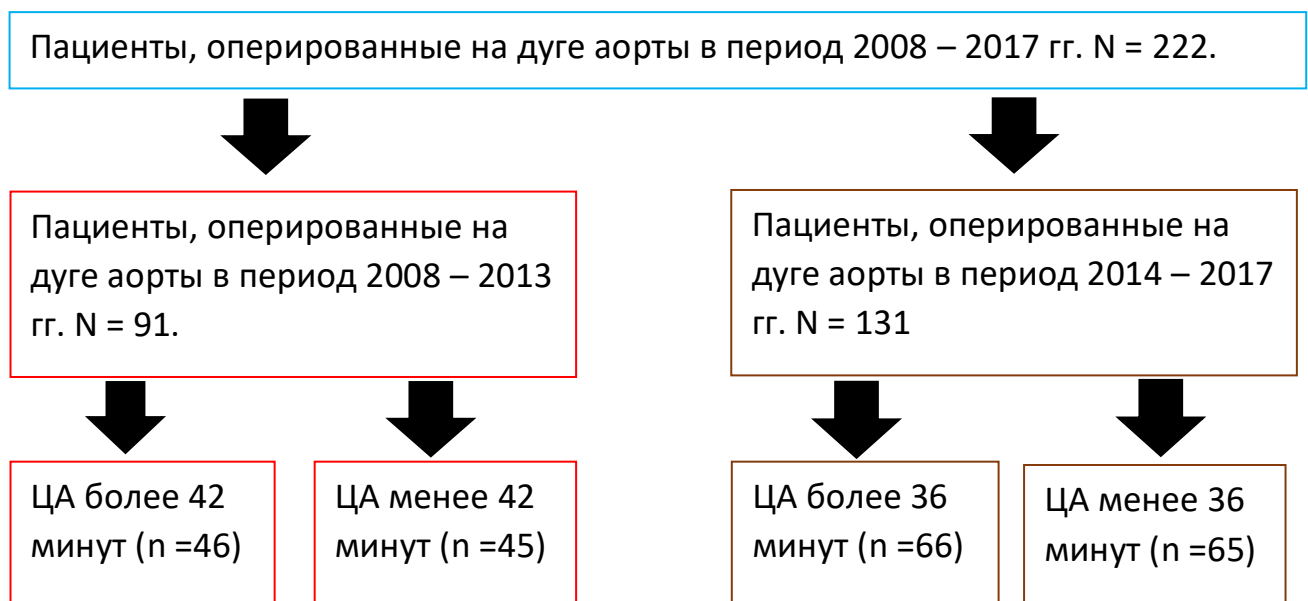 Пациенты, оперированные на дуге аорты в период 2008 – 2017 гг. N = 222.
Пациенты, оперированные на
дуге аорты в период 2008 – 2013
гг. N = 91.
Пациенты, оперированные на
дуге аорты в период 2014 – 2017
гг. N = 131
ЦА более 42
минут (n =46)
ЦА менее 42
минут (n =45)
ЦА более 36
минут (n =66)
ЦА менее 36
минут (n =65)